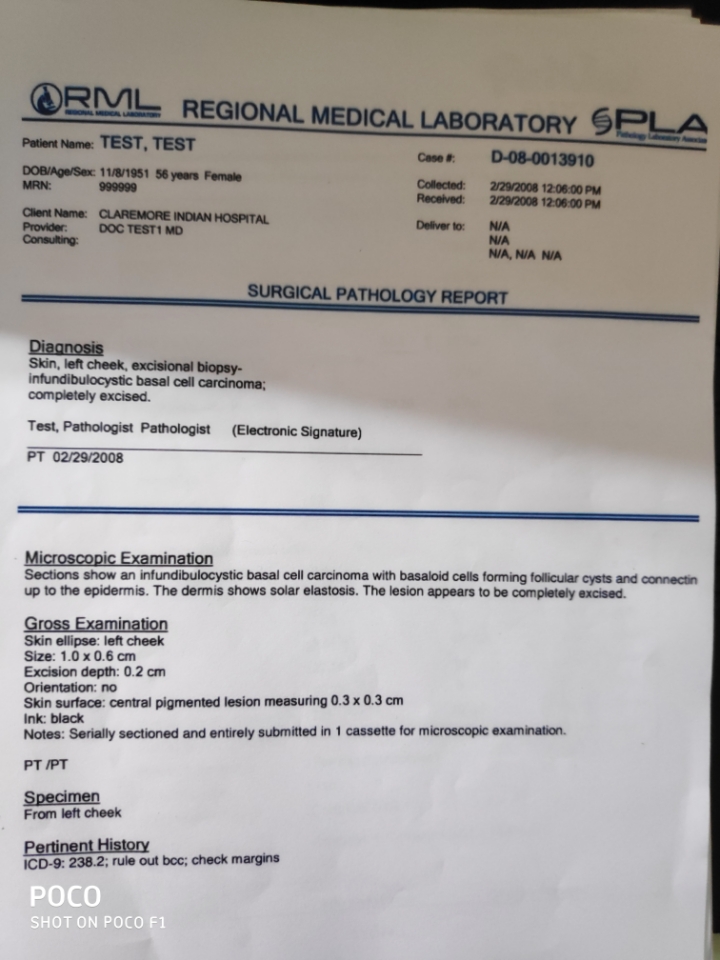 RML REGIONAL MEDICAL LABORATORY PLA
REGIONAL MEDICAL LABORATORY
Pathology Laboratory Associates
Patient Name: TEST, TEST
Case #: D-08-0013910
DOB/Age/Sex: 11/8/1951 56 years Female
MRN: 999999
Collected: 2/29/2008 12:06:00 PM
Received: 2/29/2008 12:06:00 PM
Client Name: CLAREMORE INDIAN HOSPITAL
Provider: DOC TEST1 MD
Consulting:
Deliver to: N/A
N/A
N/A, N/A N/A
SURGICAL PATHOLOGY REPORT
Diagnosis
Skin, left cheek, excisional biopsy-
infundibulocystic basal cell carcinoma;
completely excised.
Test, Pathologist Pathologist (Electronic Signature)
PT 02/29/2008
Microscopic Examination
Sections show an infundibulocystic basal cell carcinoma with basaloid cells forming follicular cysts and connectin
up to the epidermis. The dermis shows solar elastosis. The lesion appears to be completely excised.
Gross Examination
Skin ellipse: left cheek
Size: 1.0 x 0.6 cm
Excision depth: 0.2 cm
Orientation: no
Skin surface: central pigmented lesion measuring 0.3 x 0.3 cm
Ink: black
Notes: Serially sectioned and entirely submitted in 1 cassette for microscopic examination.
PT /PT
Specimen
From left cheek
Pertinent History
ICD-9: 238.2; rule out bcc; check margins
POCO
SHOT ON POCO F1